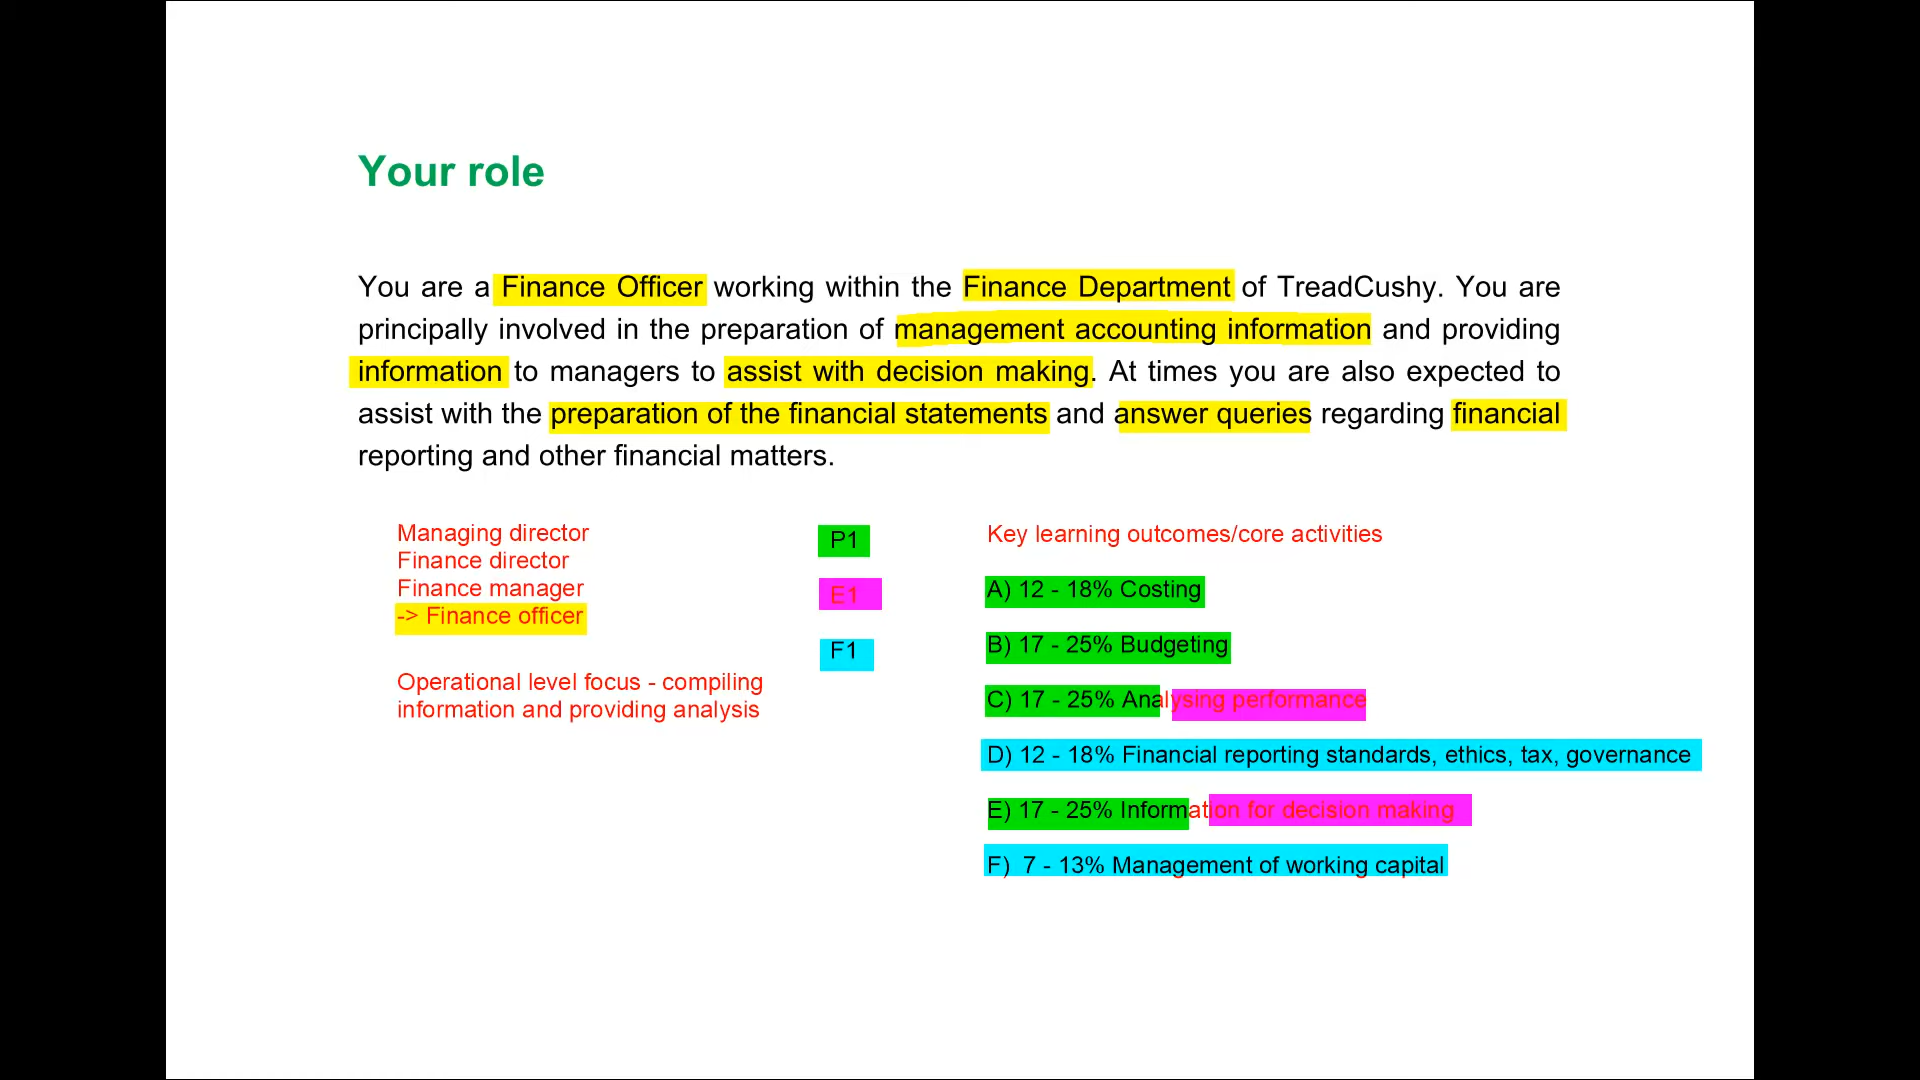 Your role
You are a Finance Officer working within the Finance Department of TreadCushy. You are
principally involved in the preparation of management accounting information and providing
information to managers to assist with decision making. At times you are also expected to
assist with the preparation of the financial statements and answer queries regarding financial
reporting and other financial matters.
Managing director
Finance director
Finance manager
-> Finance officer
Operational level focus - compiling
information and providing analysis
P1
E1
F1
Key learning outcomes/core activities
A) 12 - 18% Costing
B) 17 - 25% Budgeting
C) 17 - 25% Analysing performance
D) 12 - 18% Financial reporting standards, ethics, tax, governance
E) 17 - 25% Information for decision making
F) 7 - 13% Management of working capital